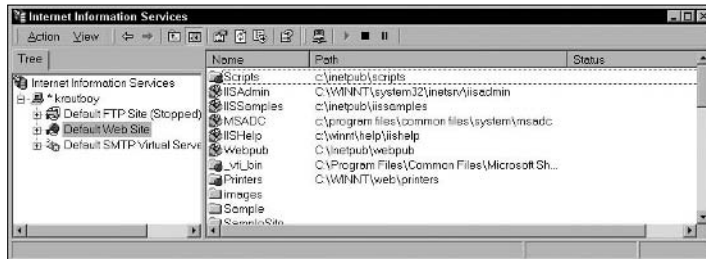 Internet Information Services
Action View
Tree
Name Path Status
Internet Information Services
* krautboy
Default FTP Site (Stopped)
Default Web Site
Default SMTP Virtual Serve
Scripts c:\inetpub\scripts
IISAdmin C:\WINNT\system32\inetsrv\iisadmin
IISSamples c:\inetpub\iissamples
MSADC c:\program files\common files\system\msadc
IISHelp c:\winnt\help\iishelp
Webpub C:\Inetpub\webpub
_vti_bin C:\Program Files\Common Files\Microsoft Sh...
Printers C:\WINNT\web\printers
images
Sample
SampleSite